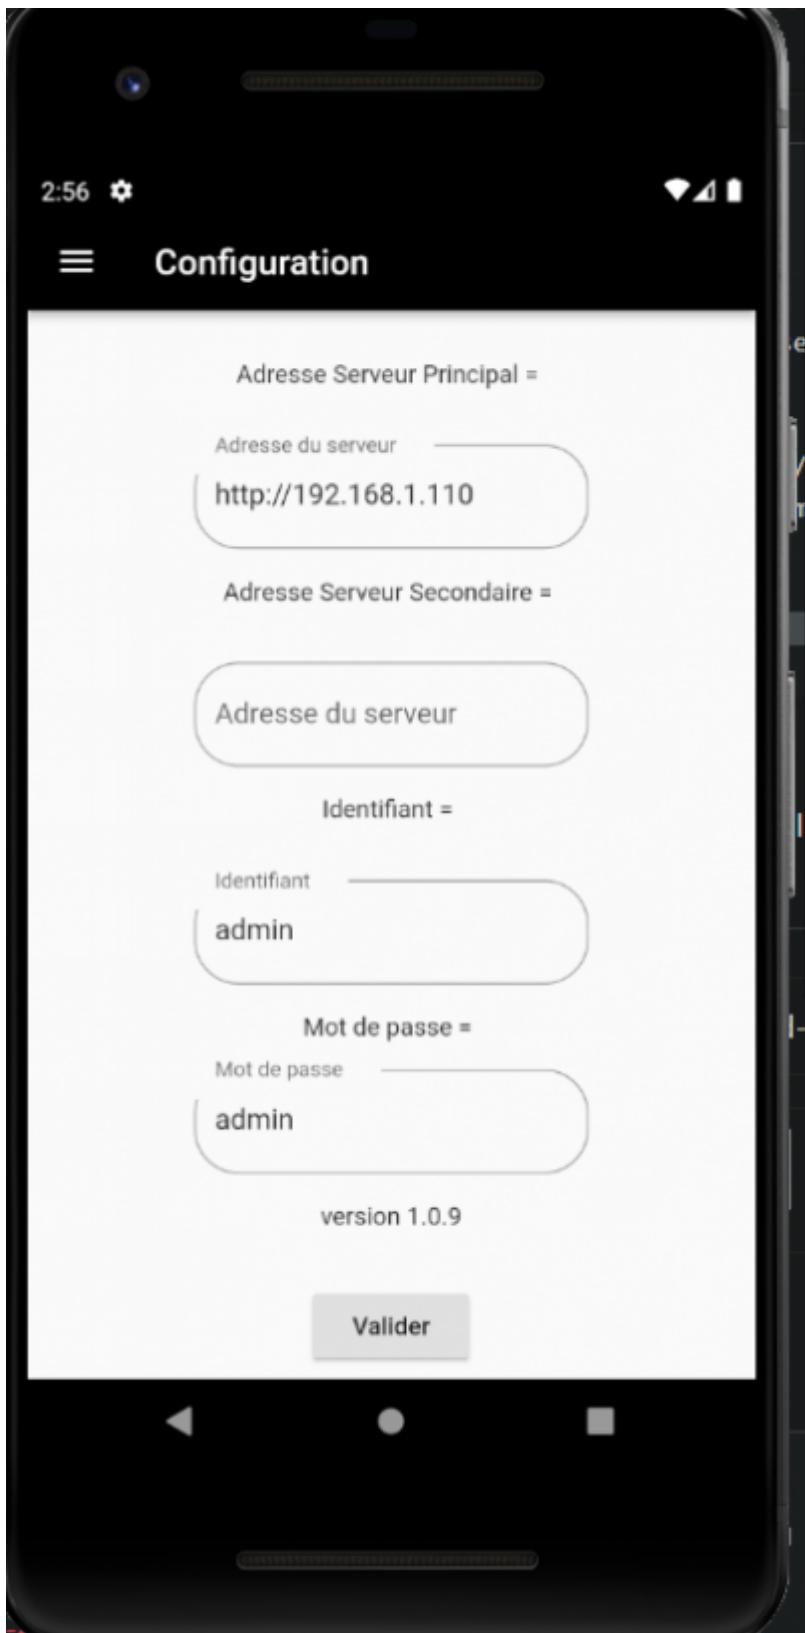 2:56
Configuration
Adresse Serveur Principal =
Adresse du serveur
http://192.168.1.110
Adresse Serveur Secondaire =
Adresse du serveur
Identifiant =
Identifiant
admin
Mot de passe =
Mot de passe
admin
version 1.0.9
Valider